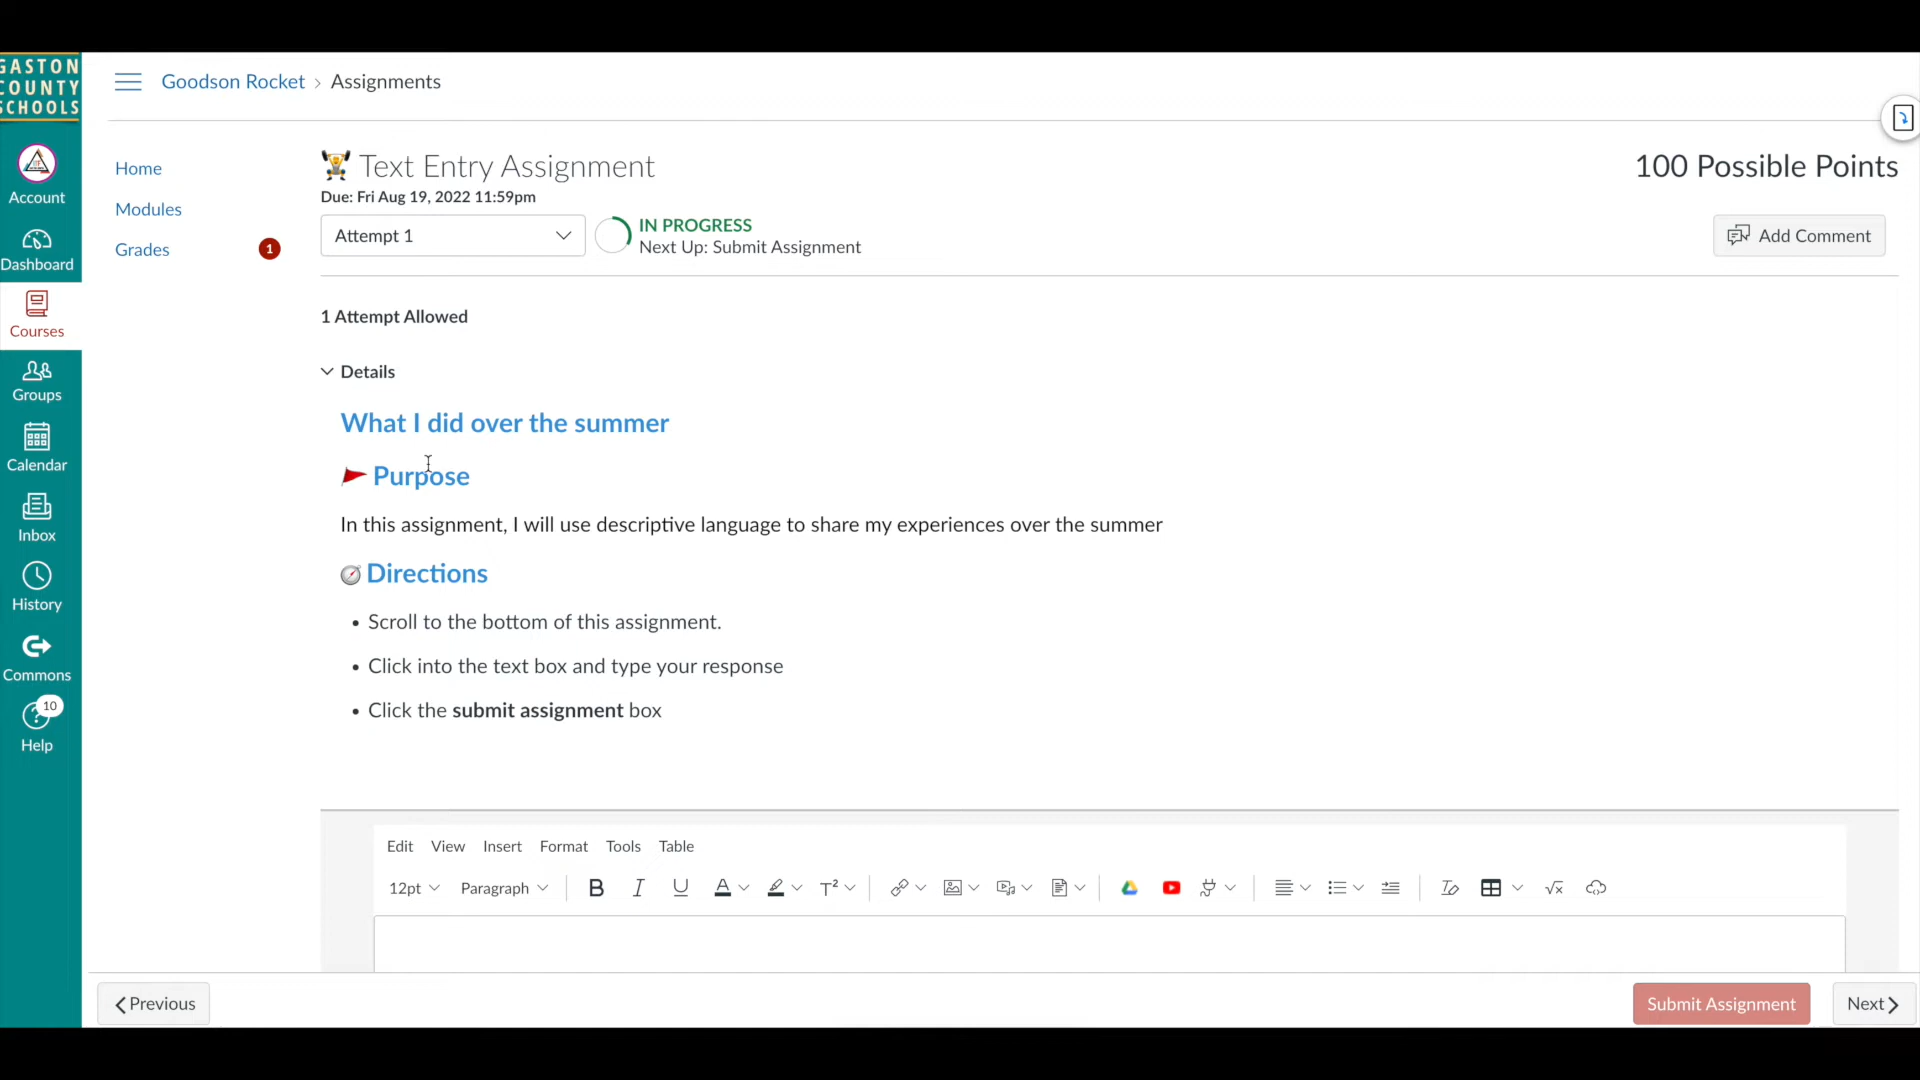 GASTON
COUNTY
SCHOOLS
Goodson Rocket › Assignments
Account
Dashboard
Courses
Groups
Calendar
Inbox
History
Commons
10
Help
Home
Modules
Grades 1
Text Entry Assignment
100 Possible Points
Due: Fri Aug 19, 2022 11:59pm
Attempt 1
IN PROGRESS
Next Up: Submit Assignment
Add Comment
1 Attempt Allowed
Details
What I did over the summer
Purpose
In this assignment, I will use descriptive language to share my experiences over the summer
Directions
• Scroll to the bottom of this assignment.
• Click into the text box and type your response
• Click the submit assignment box
Edit View Insert Format Tools Table
12pt Paragraph B I U A T²
Previous
Submit Assignment
Next